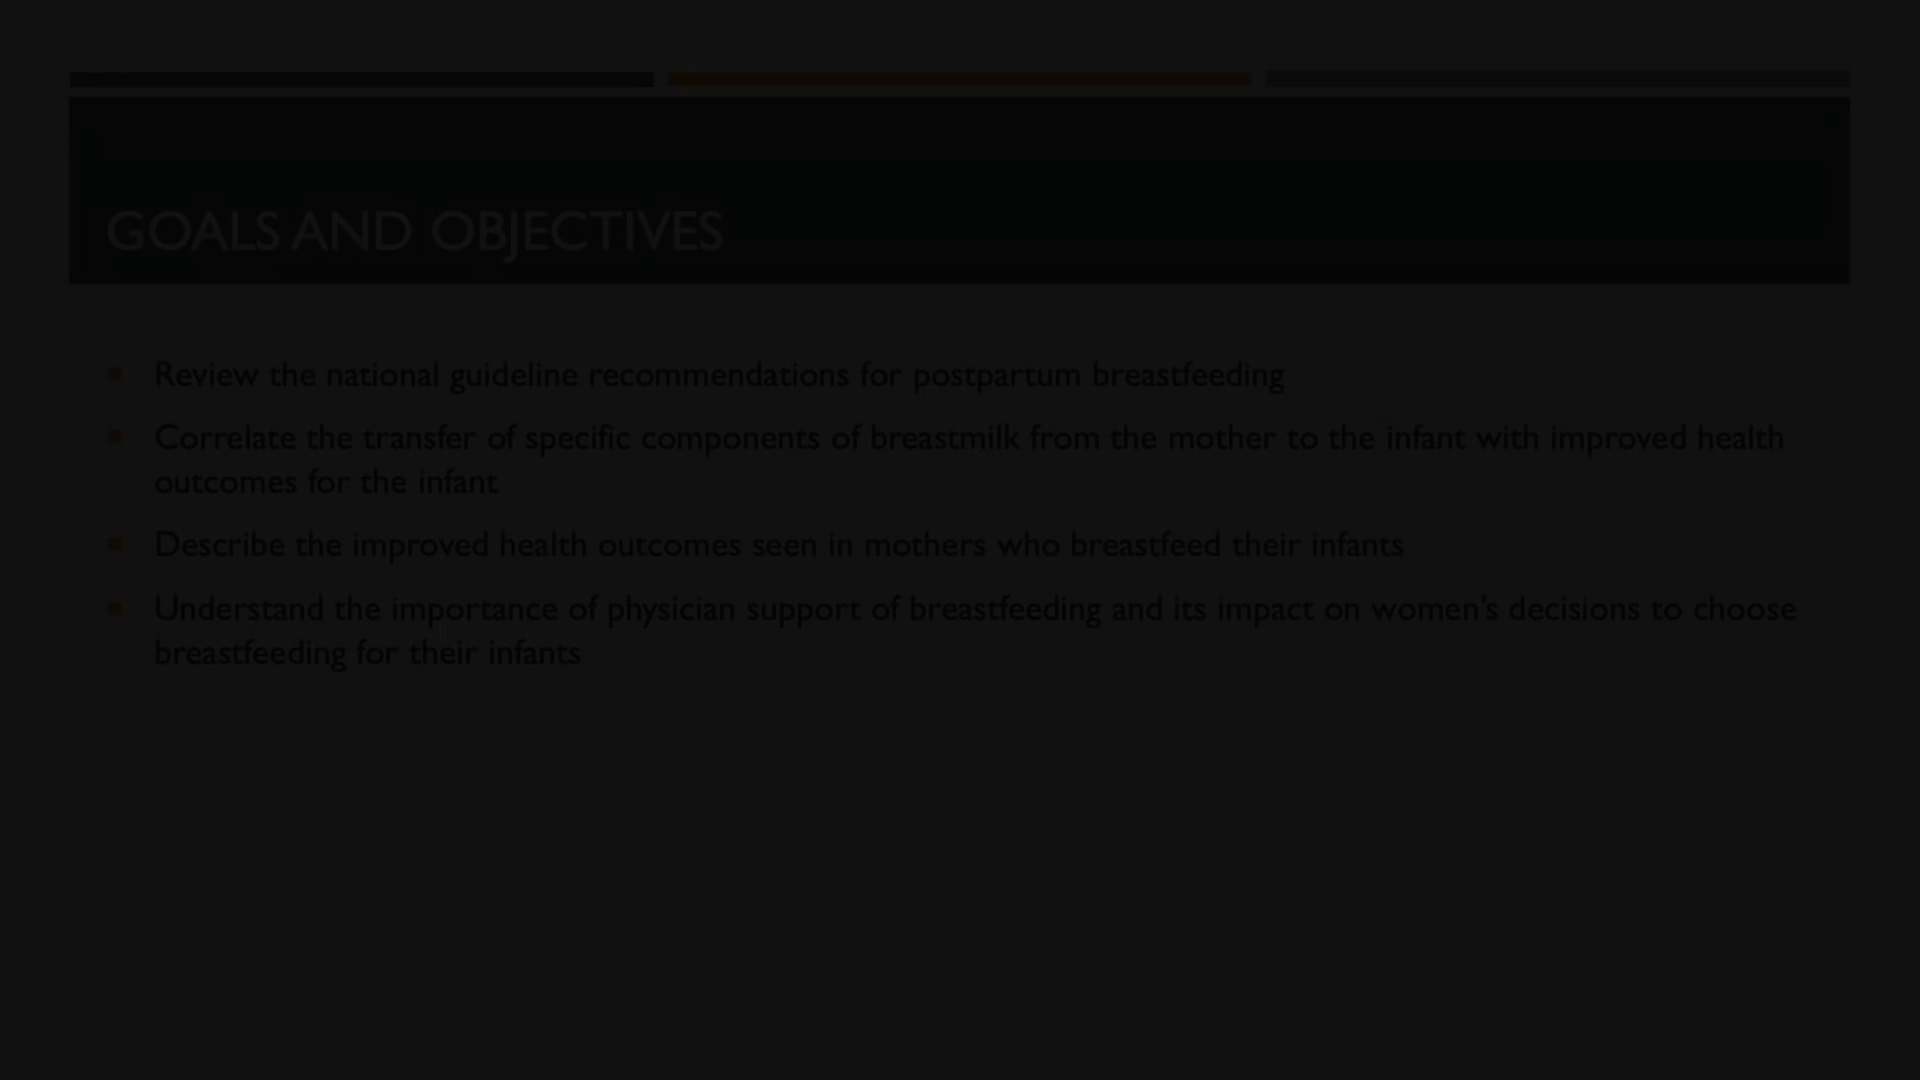 GOALS AND OBJECTIVES
Review the national guideline recommendations for postpartum breastfeeding
Correlate the transfer of specific components of breastmilk from the mother to the infant with improved health
outcomes for the infant
Describe the improved health outcomes seen in mothers who breastfeed their infants
Understand the importance of physician support of breastfeeding and its impact on women's decisions to choose
breastfeeding for their infants